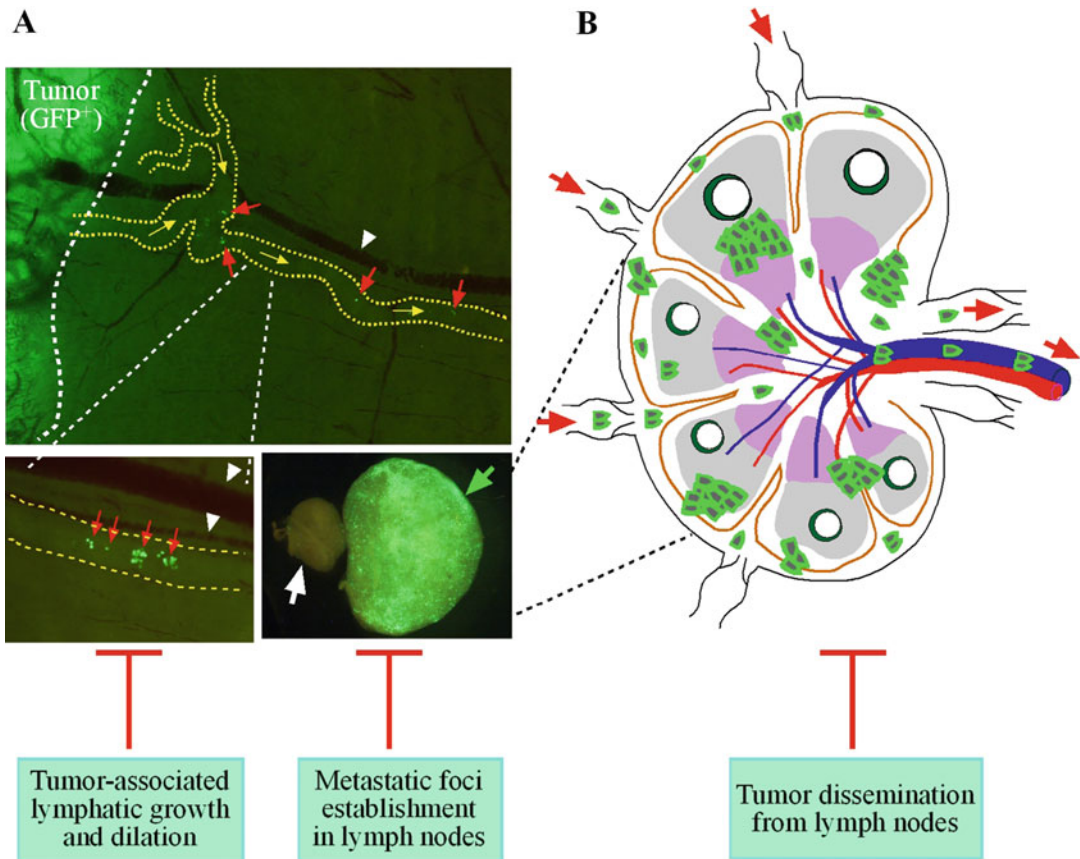 A
B
Tumor
(GFP+)
Tumor-associated
lymphatic growth
and dilation
Metastatic foci
establishment
in lymph nodes
Tumor dissemination
from lymph nodes